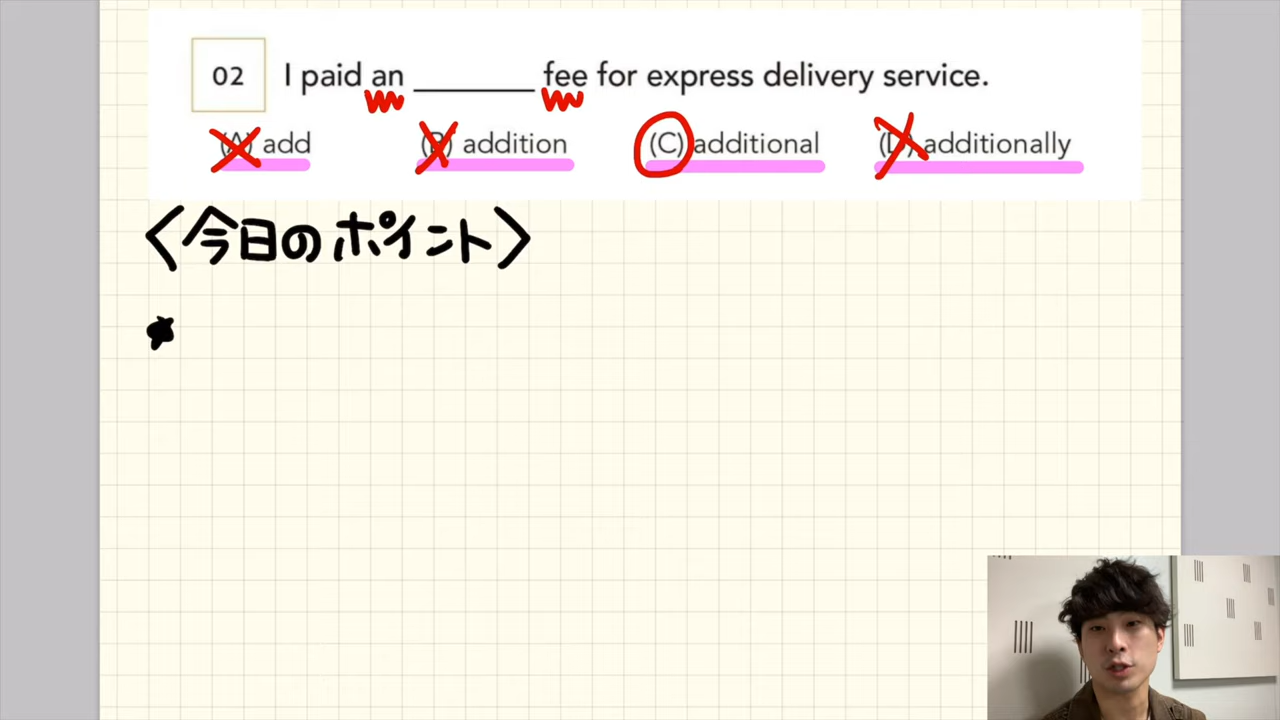 02 I paid an ________ fee for express delivery service.
(A) add (B) addition (C) additional (D) additionally
〈今日のポイント〉